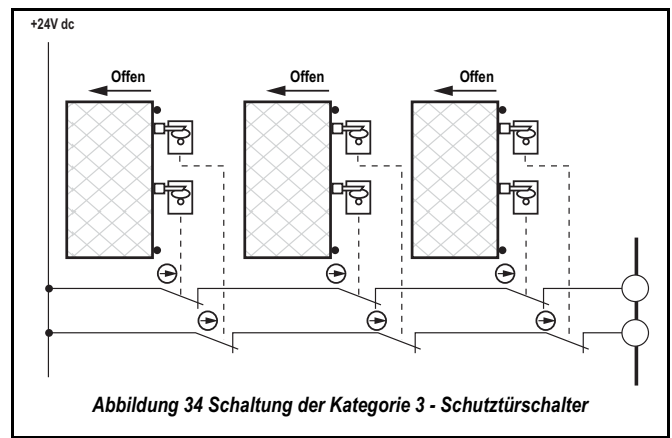 +24V dc
Offen
Offen
Offen
Abbildung 34 Schaltung der Kategorie 3 - Schutztürschalter